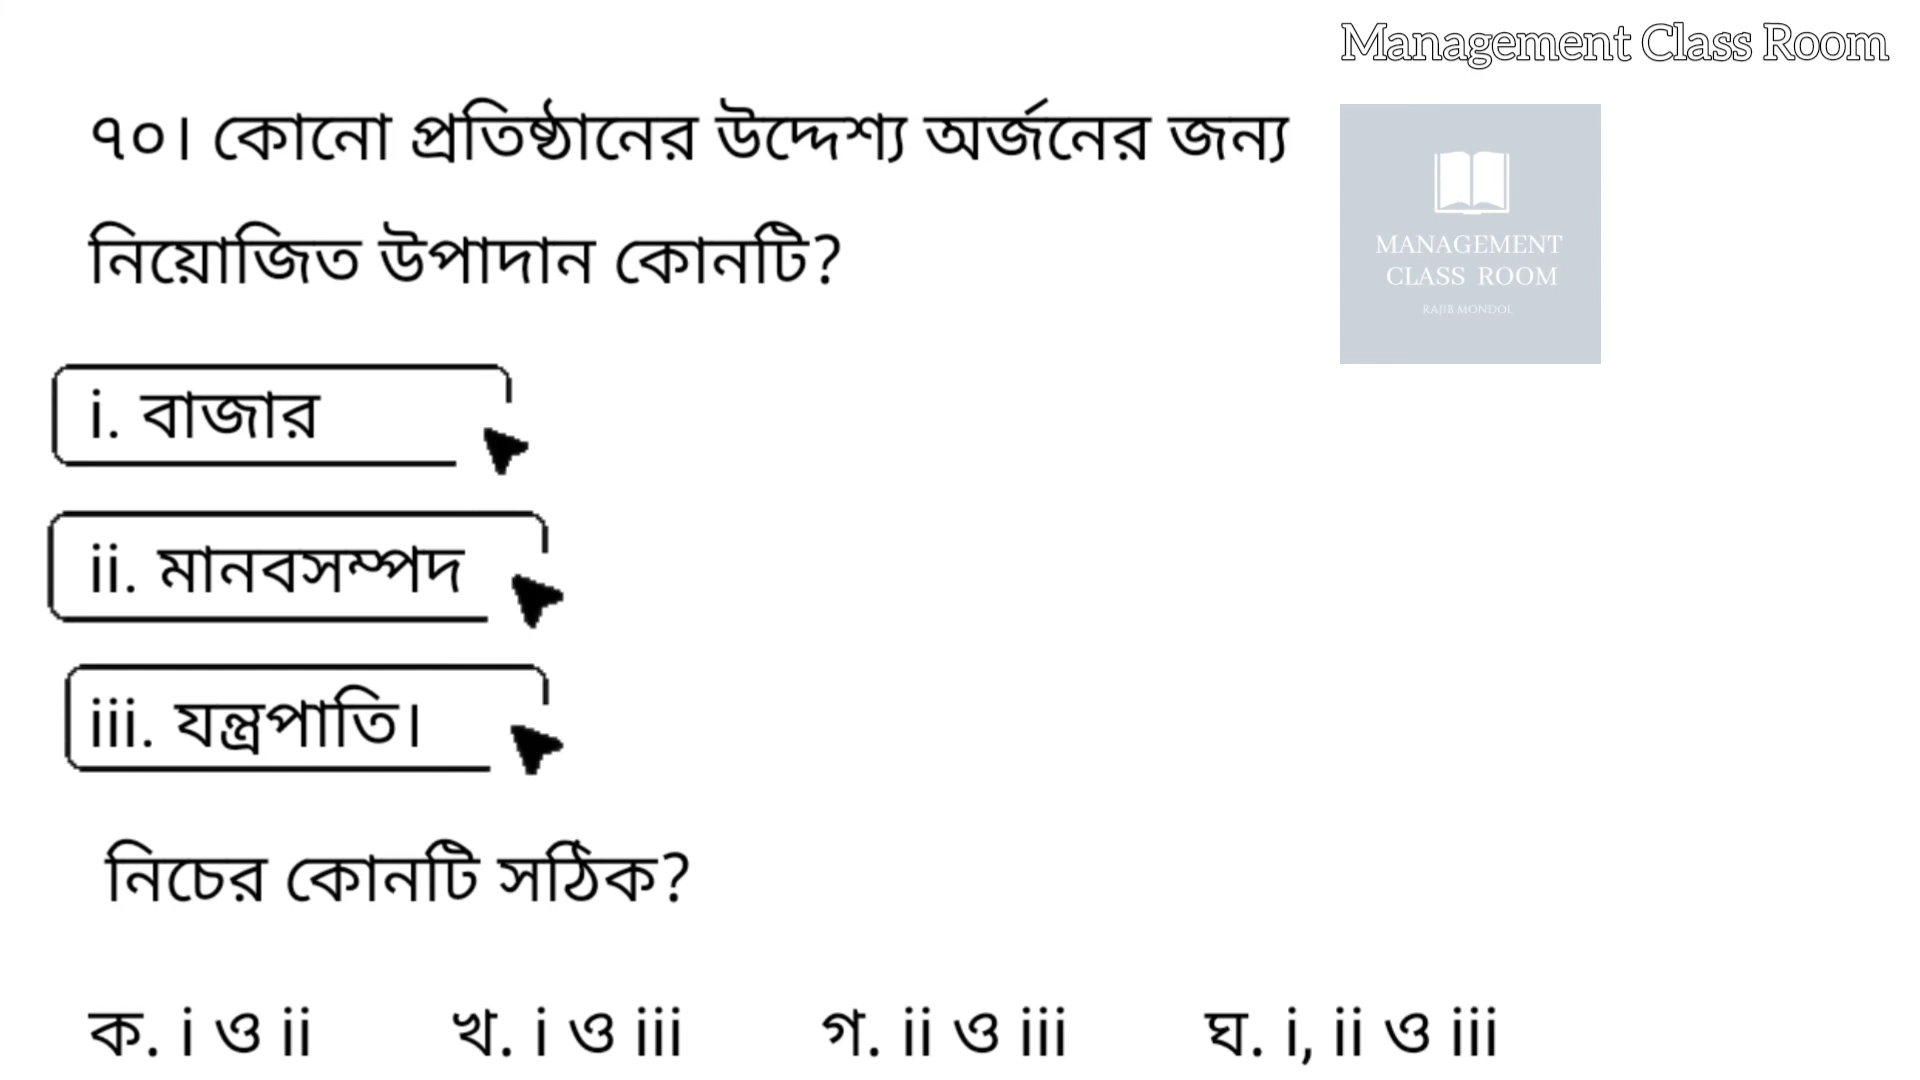 Management Class Room
৭০। কোনো প্রতিষ্ঠানের উদ্দেশ্য অর্জনের জন্য
নিয়োজিত উপাদান কোনটি?
MANAGEMENT
CLASS ROOM
RAJIB MONDOL
i. বাজার
ii. মানবসম্পদ
iii. যন্ত্রপাতি।
নিচের কোনটি সঠিক?
ক. i ও ii খ. i ও iii গ. ii ও iii ঘ. i, ii ও iii